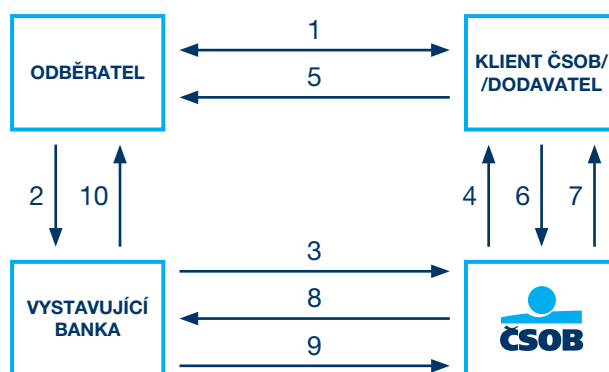 1
ODBĚRATEL
KLIENT ČSOB/
/DODAVATEL
5
2
10
4
6
7
3
VYSTAVUJÍCÍ
BANKA
8
ČSOB
9